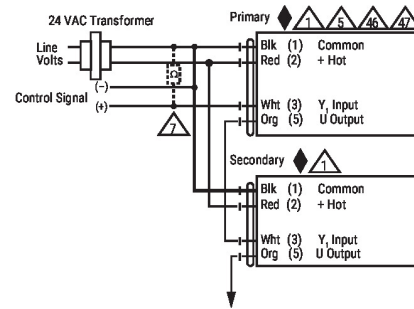 24 VAC Transformer
Line
Volts
Control Signal
(−)
(+)
Ω
7
Primary 1 5 46 47
Blk (1) Common
Red (2) + Hot
Wht (3) Y₁ Input
Org (5) U Output
Secondary 1
Blk (1) Common
Red (2) + Hot
Wht (3) Y₁ Input
Org (5) U Output